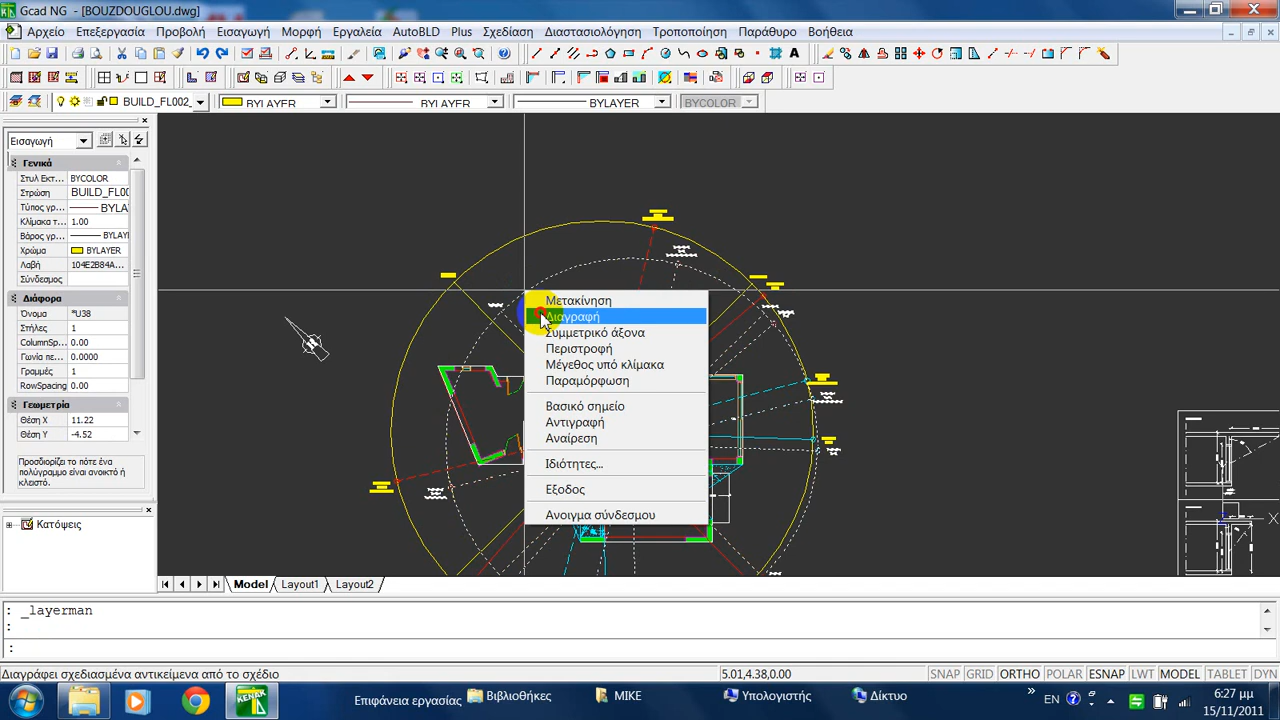 Gcad NG - [BOUZDOUGLOU.dwg]
Αρχείο Επεξεργασία Προβολή Εισαγωγή Μορφή Εργαλεία AutoBLD Plus Σχεδίαση Διαστασιολόγηση Τροποποίηση Παράθυρο Βοήθεια
BUILD_FL002_ BYLAYER BYLAYER BYLAYER BYCOLOR
Εισαγωγή
Γενικά
Στυλ Εκτ... BYCOLOR
Στρώση BUILD_FL00
Τύπος γρ... BYLA
Κλίμακα τ... 1.00
Βάρος γρ... BYLAY
Χρώμα BYLAYER
Λαβή 104E2B84A...
Σύνδεσμος
Διάφορα
Όνομα *U38
Στήλες 1
ColumnSp... 0.00
Γωνία πε... 0.0000
Γραμμές 1
RowSpacing 0.00
Γεωμετρία
Θέση X 11.22
Θέση Y -4.52
Προσδιορίζει το πότε ένα
πολύγραμμο είναι ανοικτό ή
κλειστό.
Κατόψεις
Μετακίνηση
Διαγραφή
Συμμετρικό άξονα
Περιστροφή
Μέγεθος υπό κλίμακα
Παραμόρφωση
Βασικό σημείο
Αντιγραφή
Αναίρεση
Ιδιότητες...
Εξοδος
Ανοιγμα σύνδεσμου
N
X
Model Layout1 Layout2
: _layerman
:
:
Διαγράφει σχεδιασμένα αντικείμενα από το σχέδιο 5.01,4.38,0.00 SNAP GRID ORTHO POLAR ESNAP LWT MODEL TABLET DYN
KENAK Επιφάνεια εργασίας Βιβλιοθήκες MIKE Υπολογιστής Δίκτυο » EN 6:27 μμ
15/11/2011